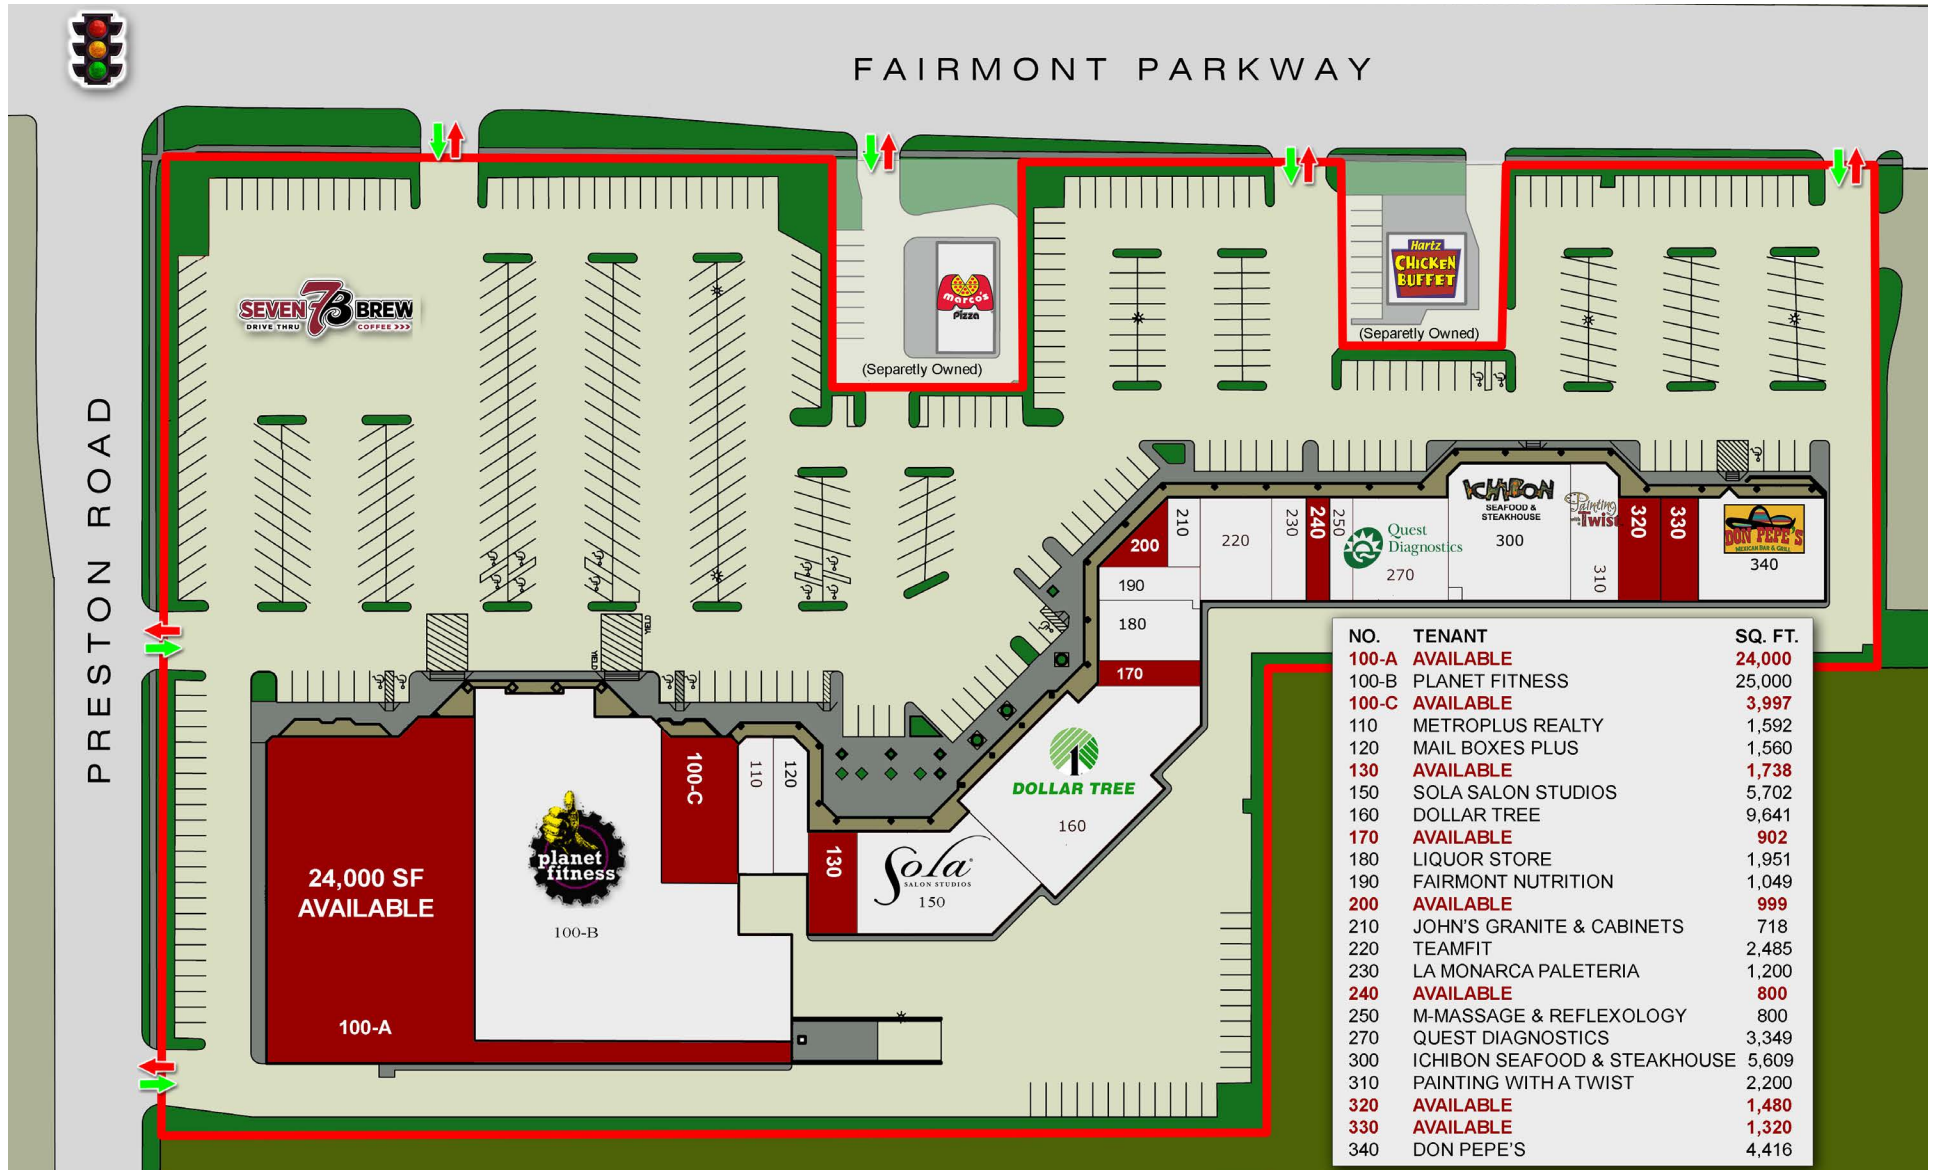 FAIRMONT PARKWAY
PRESTON ROAD
SEVEN 7B BREW
DRIVE THRU COFFEE >>>
marco's
Pizza
(Separetly Owned)
Hartz
CHICKEN
BUFFET
(Separetly Owned)
YIELD
YIELD
ICHIBON
SEAFOOD &
STEAKHOUSE
300
Painting
with Twist
310
320
330
DON PEPE'S
MEXICAN BAR & GRILL
340
200
210
220
230
240
250
Quest
Diagnostics
270
190
180
170
DOLLAR TREE
160
Sola
SALON STUDIOS
150
130
120
110
100-C
planet
fitness
100-B
24,000 SF
AVAILABLE
100-A
NO. TENANT SQ. FT.
100-A AVAILABLE 24,000
100-B PLANET FITNESS 25,000
100-C AVAILABLE 3,997
110 METROPLUS REALTY 1,592
120 MAIL BOXES PLUS 1,560
130 AVAILABLE 1,738
150 SOLA SALON STUDIOS 5,702
160 DOLLAR TREE 9,641
170 AVAILABLE 902
180 LIQUOR STORE 1,951
190 FAIRMONT NUTRITION 1,049
200 AVAILABLE 999
210 JOHN'S GRANITE & CABINETS 718
220 TEAMFIT 2,485
230 LA MONARCA PALETERIA 1,200
240 AVAILABLE 800
250 M-MASSAGE & REFLEXOLOGY 800
270 QUEST DIAGNOSTICS 3,349
300 ICHIBON SEAFOOD & STEAKHOUSE 5,609
310 PAINTING WITH A TWIST 2,200
320 AVAILABLE 1,480
330 AVAILABLE 1,320
340 DON PEPE'S 4,416